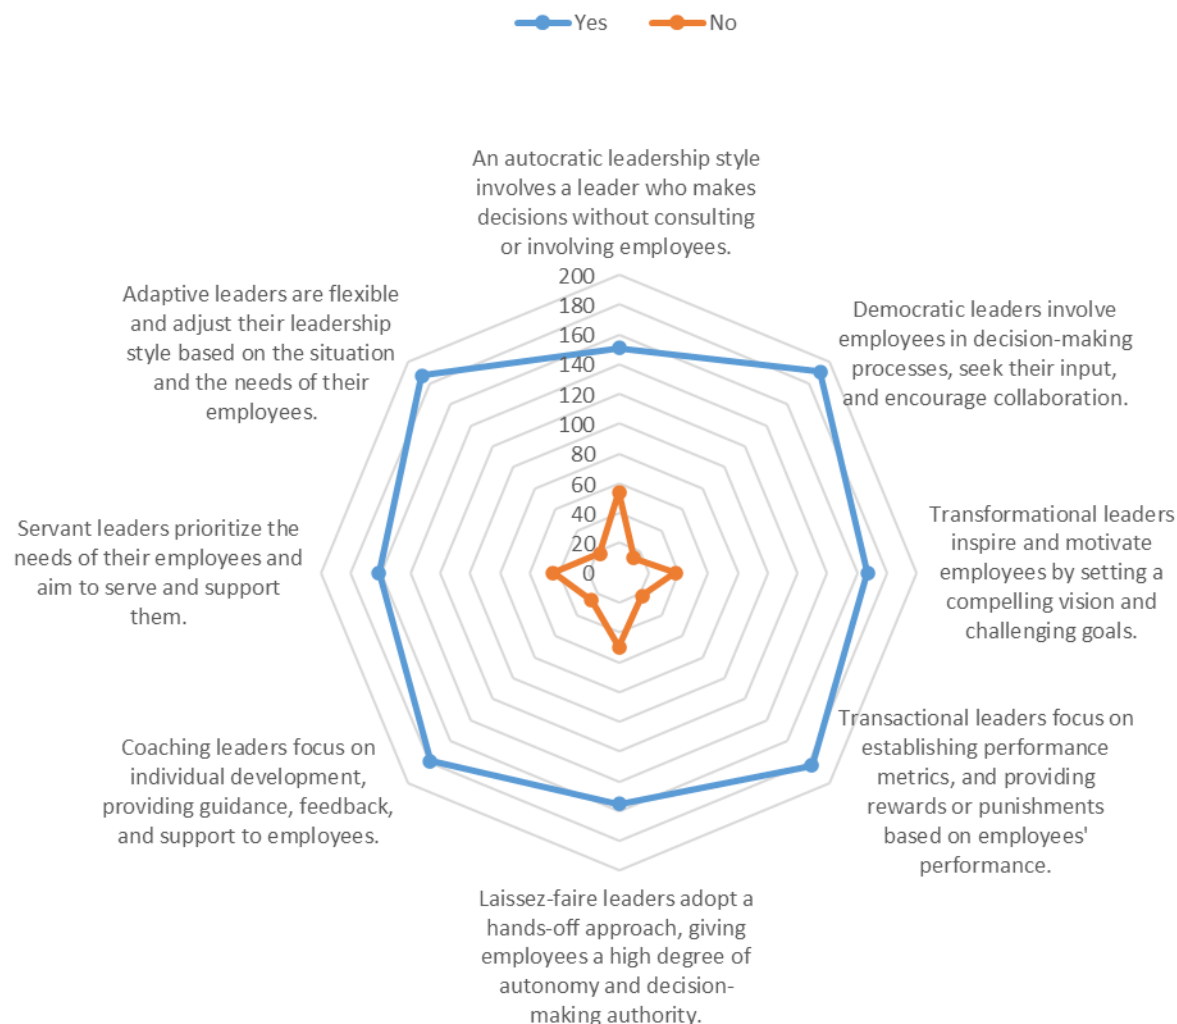 Yes No
An autocratic leadership style
involves a leader who makes
decisions without consulting
or involving employees.
Democratic leaders involve
employees in decision-making
processes, seek their input,
and encourage collaboration.
Transformational leaders
inspire and motivate
employees by setting a
compelling vision and
challenging goals.
Transactional leaders focus on
establishing performance
metrics, and providing
rewards or punishments
based on employees'
performance.
Laissez-faire leaders adopt a
hands-off approach, giving
employees a high degree of
autonomy and decision-
making authority.
Coaching leaders focus on
individual development,
providing guidance, feedback,
and support to employees.
Servant leaders prioritize the
needs of their employees and
aim to serve and support
them.
Adaptive leaders are flexible
and adjust their leadership
style based on the situation
and the needs of their
employees.
200
180
160
140
120
100
80
60
40
20
0